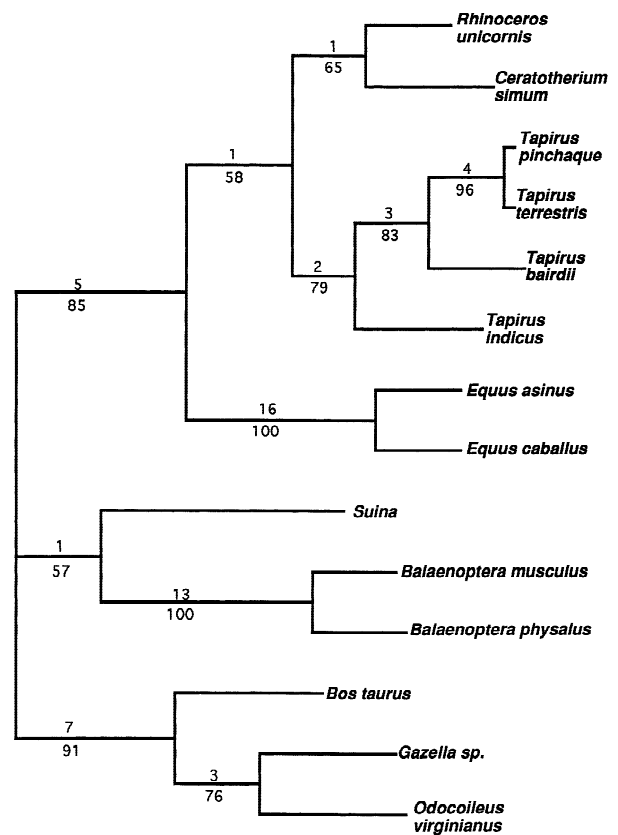 Rhinoceros
unicornis
1
65
Ceratotherium
simum
Tapirus
pinchaque
1
58
4
96
Tapirus
terrestris
3
83
Tapirus
bairdii
2
79
5
85
Tapirus
indicus
Equus asinus
16
100
Equus caballus
Suina
1
57
Balaenoptera musculus
13
100
Balaenoptera physalus
Bos taurus
7
91
Gazella sp.
3
76
Odocoileus
virginianus